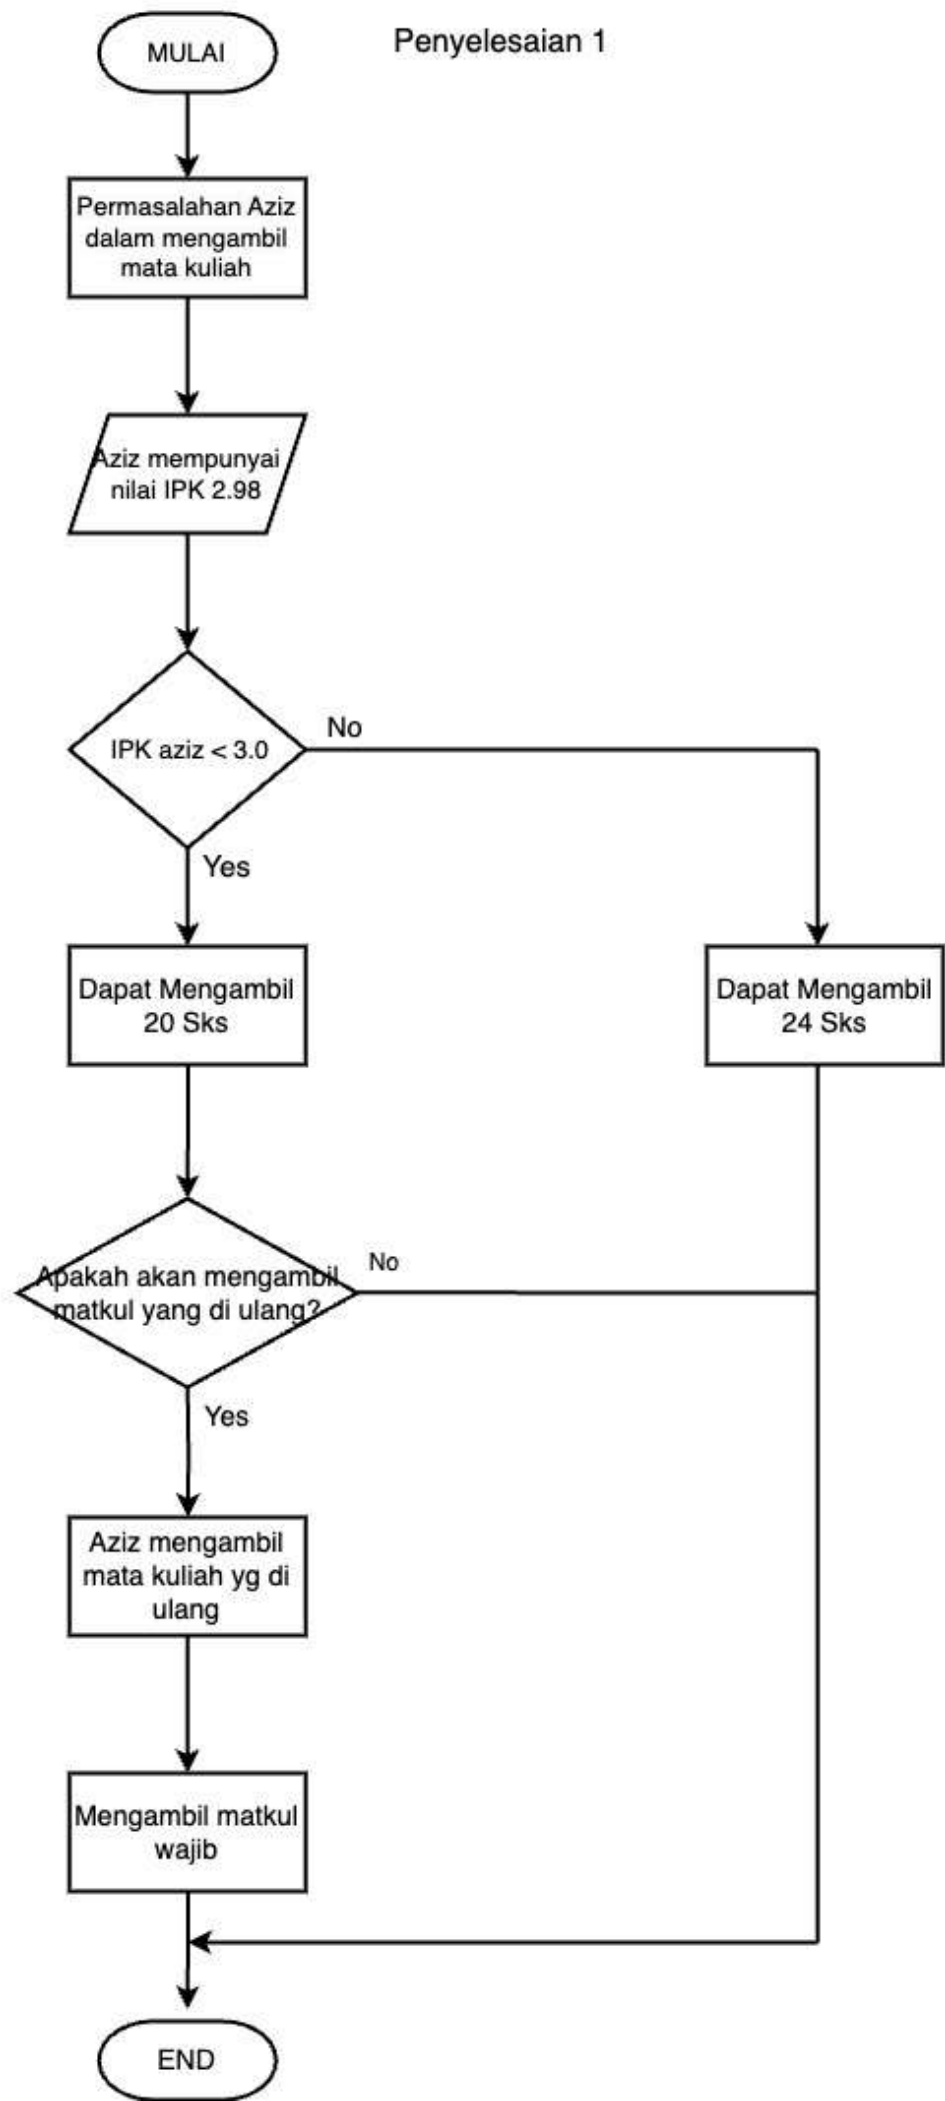 Penyelesaian 1
MULAI
Permasalahan Aziz
dalam mengambil
mata kuliah
Aziz mempunyai
nilai IPK 2.98
IPK aziz < 3.0
No
Yes
Dapat Mengambil
20 Sks
Dapat Mengambil
24 Sks
Apakah akan mengambil
matkul yang di ulang?
No
Yes
Aziz mengambil
mata kuliah yg di
ulang
Mengambil matkul
wajib
END